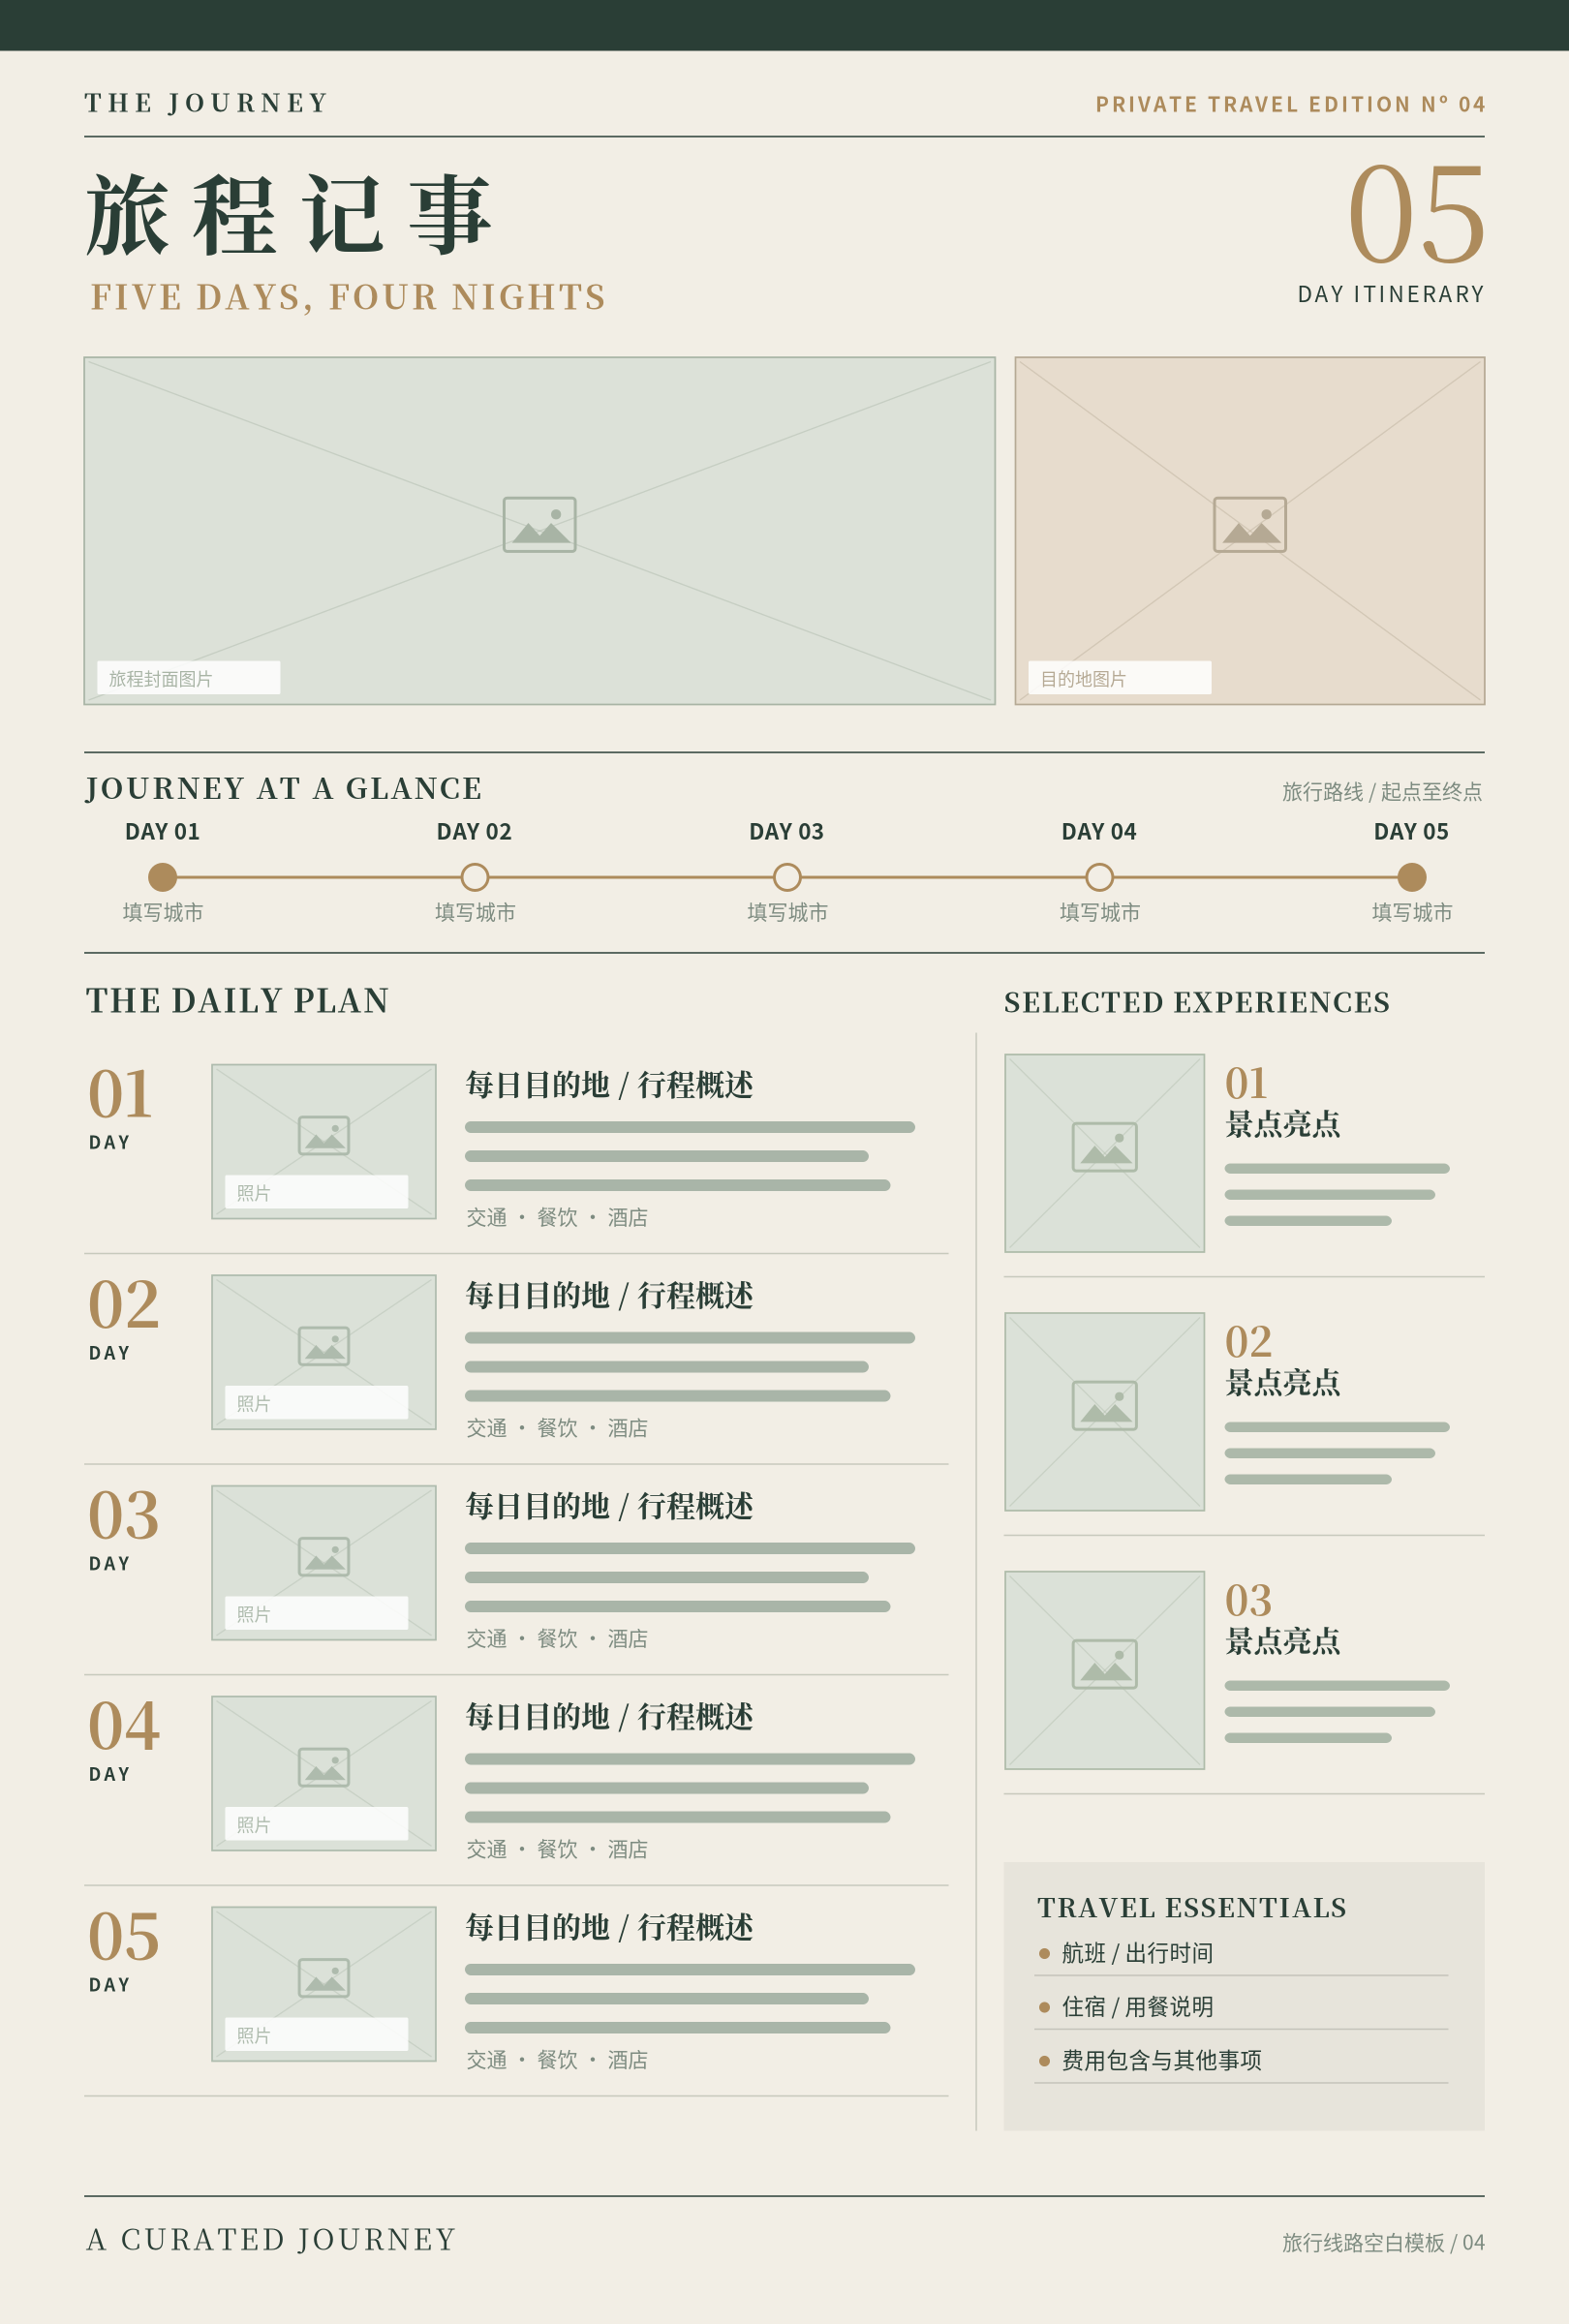 THE JOURNEY
PRIVATE TRAVEL EDITION Nº 04
旅程记事
05
FIVE DAYS, FOUR NIGHTS
DAY ITINERARY
旅程封面图片
目的地图片
JOURNEY AT A GLANCE
旅行路线 / 起点至终点
DAY 01
DAY 02
DAY 03
DAY 04
DAY 05
填写城市
填写城市
填写城市
填写城市
填写城市
THE DAILY PLAN
01
DAY
照片
每日目的地 / 行程概述
交通 · 餐饮 · 酒店
02
DAY
照片
每日目的地 / 行程概述
交通 · 餐饮 · 酒店
03
DAY
照片
每日目的地 / 行程概述
交通 · 餐饮 · 酒店
04
DAY
照片
每日目的地 / 行程概述
交通 · 餐饮 · 酒店
05
DAY
照片
每日目的地 / 行程概述
交通 · 餐饮 · 酒店
SELECTED EXPERIENCES
01
景点亮点
02
景点亮点
03
景点亮点
TRAVEL ESSENTIALS
航班 / 出行时间
住宿 / 用餐说明
费用包含与其他事项
A CURATED JOURNEY
旅行线路空白模板 / 04